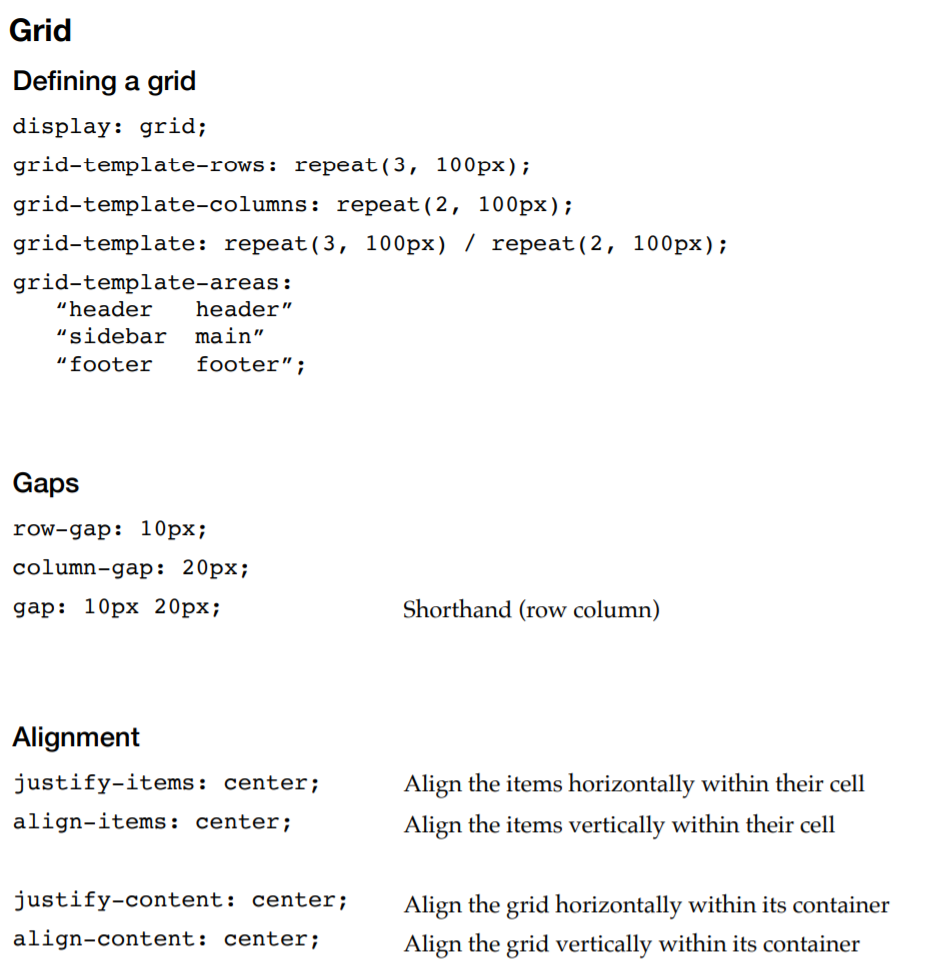 Grid
Defining a grid
display: grid;
grid-template-rows: repeat(3, 100px);
grid-template-columns: repeat(2, 100px);
grid-template: repeat(3, 100px) / repeat(2, 100px);
grid-template-areas:
“header   header”
“sidebar  main”
“footer   footer”;
Gaps
row-gap: 10px;
column-gap: 20px;
gap: 10px 20px; Shorthand (row column)
Alignment
justify-items: center; Align the items horizontally within their cell
align-items: center; Align the items vertically within their cell
justify-content: center; Align the grid horizontally within its container
align-content: center; Align the grid vertically within its container